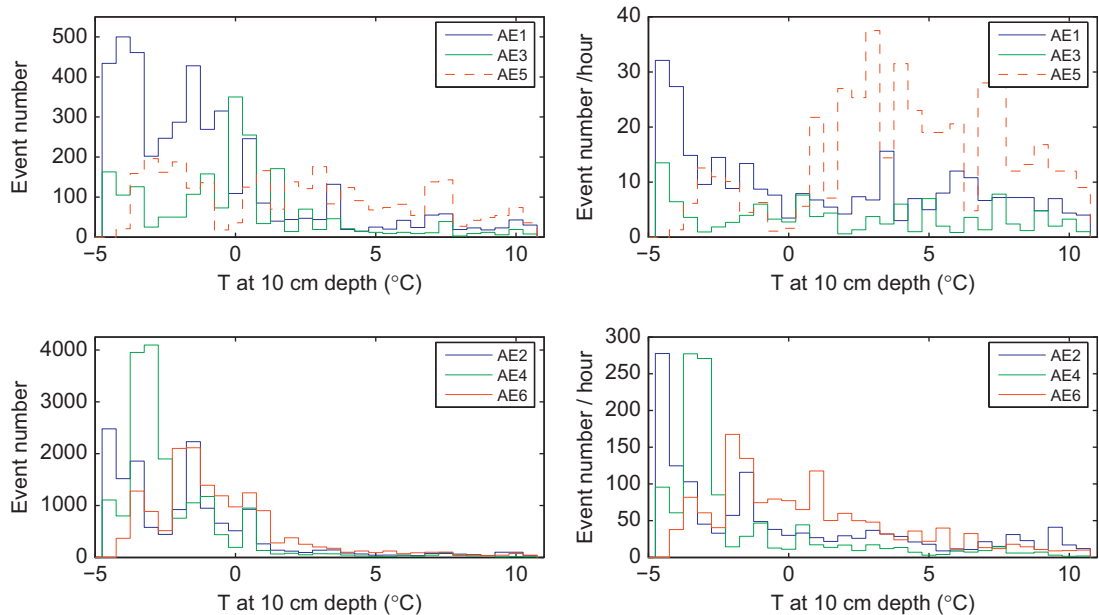 500
400
300
200
100
0
Event number
AE1
AE3
AE5
−5
0
5
10
T at 10 cm depth (°C)
40
30
20
10
0
Event number /hour
AE1
AE3
AE5
−5
0
5
10
T at 10 cm depth (°C)
4000
3000
2000
1000
0
Event number
AE2
AE4
AE6
−5
0
5
10
T at 10 cm depth (°C)
300
250
200
150
100
50
0
Event number / hour
AE2
AE4
AE6
−5
0
5
10
T at 10 cm depth (°C)